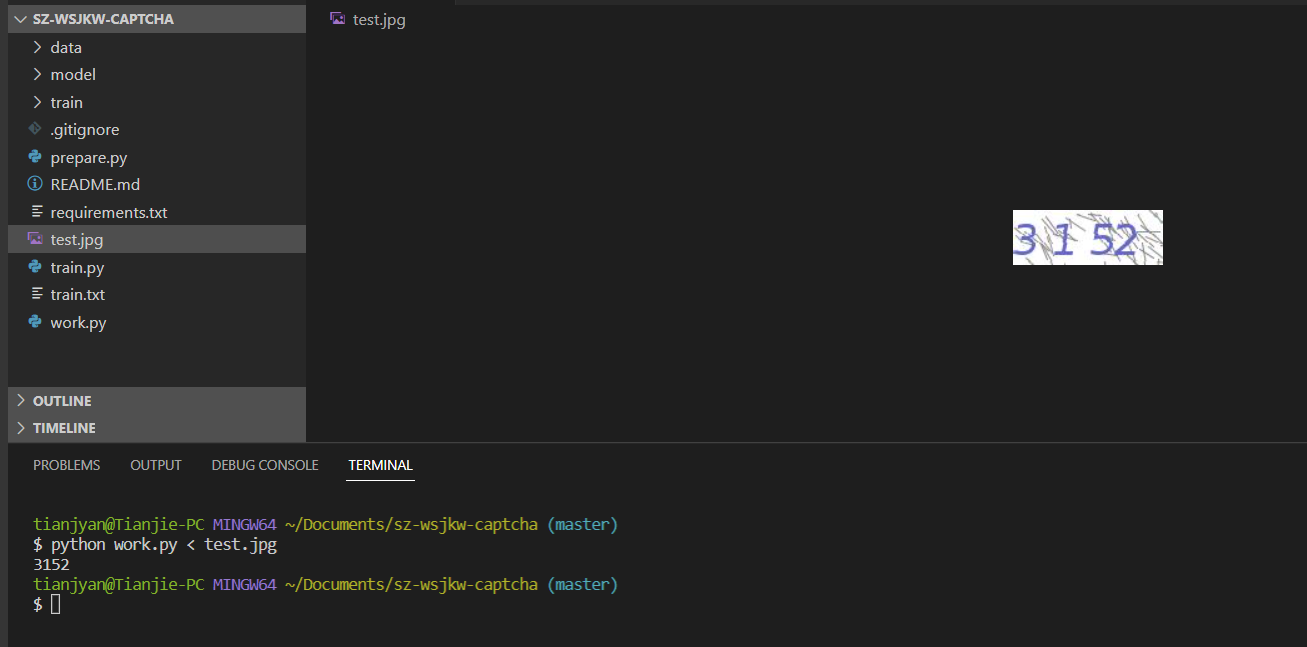 SZ-WSJKW-CAPTCHA
data
model
train
.gitignore
prepare.py
README.md
requirements.txt
test.jpg
train.py
train.txt
work.py
OUTLINE
TIMELINE
test.jpg
3 1 52
PROBLEMS OUTPUT DEBUG CONSOLE TERMINAL
tianjyan@Tianjie-PC MINGW64 ~/Documents/sz-wsjkw-captcha (master)
$ python work.py < test.jpg
3152
tianjyan@Tianjie-PC MINGW64 ~/Documents/sz-wsjkw-captcha (master)
$